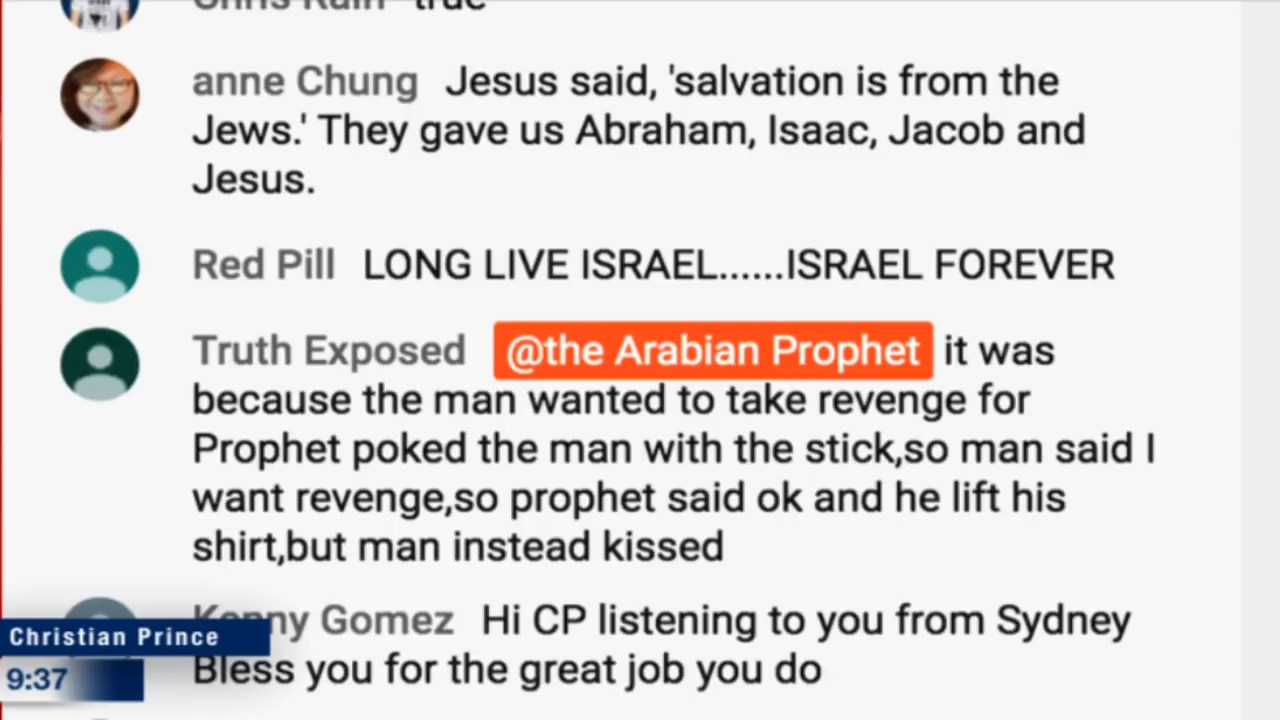 Chris Rain true
anne Chung Jesus said, 'salvation is from the
Jews.' They gave us Abraham, Isaac, Jacob and
Jesus.
Red Pill LONG LIVE ISRAEL......ISRAEL FOREVER
Truth Exposed @the Arabian Prophet it was
because the man wanted to take revenge for
Prophet poked the man with the stick,so man said I
want revenge,so prophet said ok and he lift his
shirt,but man instead kissed
Kenny Gomez Hi CP listening to you from Sydney
Christian Prince
Bless you for the great job you do
9:37